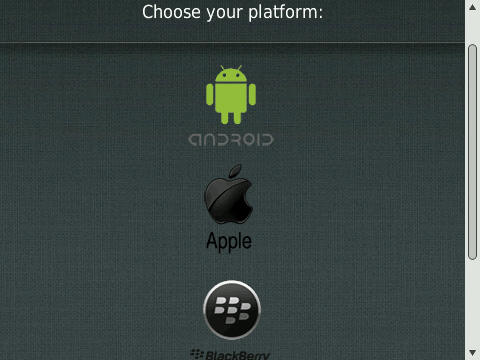 Choose your platform:
ANDROID
Apple
BlackBerry